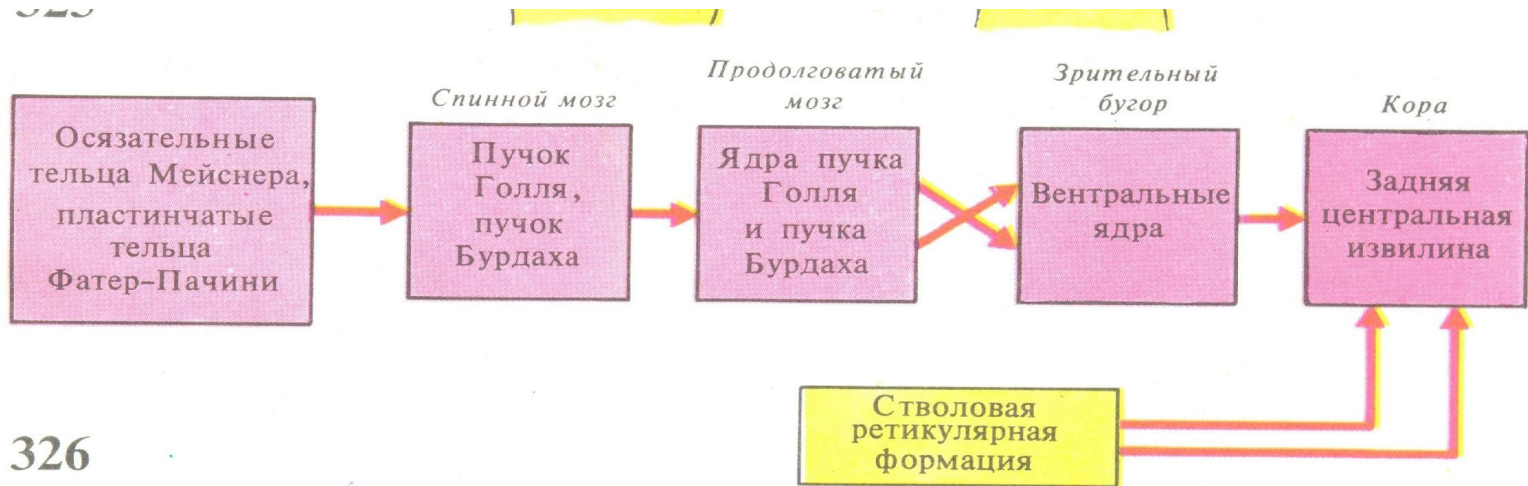 Спинной мозг
Продолговатый
мозг
Зрительный
бугор
Кора
Осязательные
тельца Мейснера,
пластинчатые
тельца
Фатер-Пачини
Пучок
Голля,
пучок
Бурдаха
Ядра пучка
Голля
и пучка
Бурдаха
Вентральные
ядра
Задняя
центральная
извилина
Стволовая
ретикулярная
формация
326